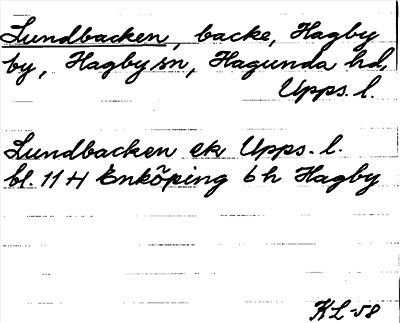 Lundbacken, backe, Hagby
by, Hagby sn, Hagunda hd,
Upps. l.
Lundbacken ek Upps. l.
bl. 11 H Enköping 6 h Hagby
KL-58